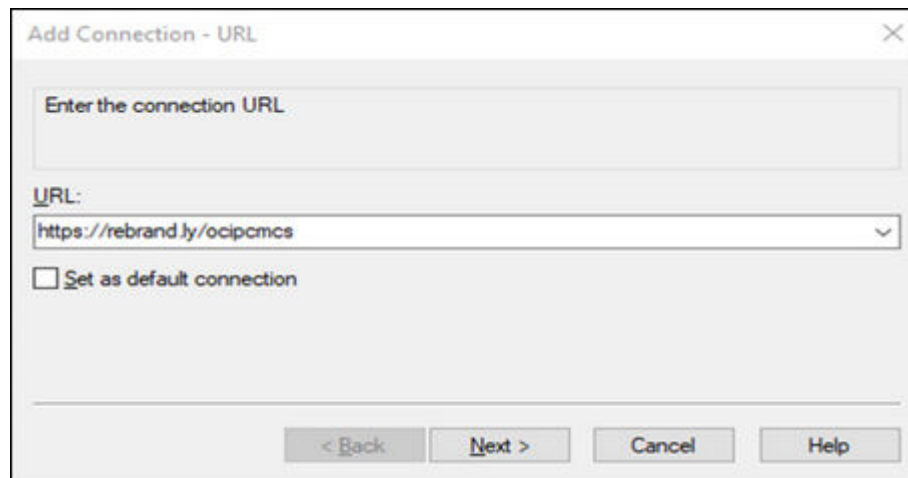 Add Connection - URL
Enter the connection URL
URL:
https://rebrand.ly/ocipcmcs
Set as default connection
< Back Next > Cancel Help